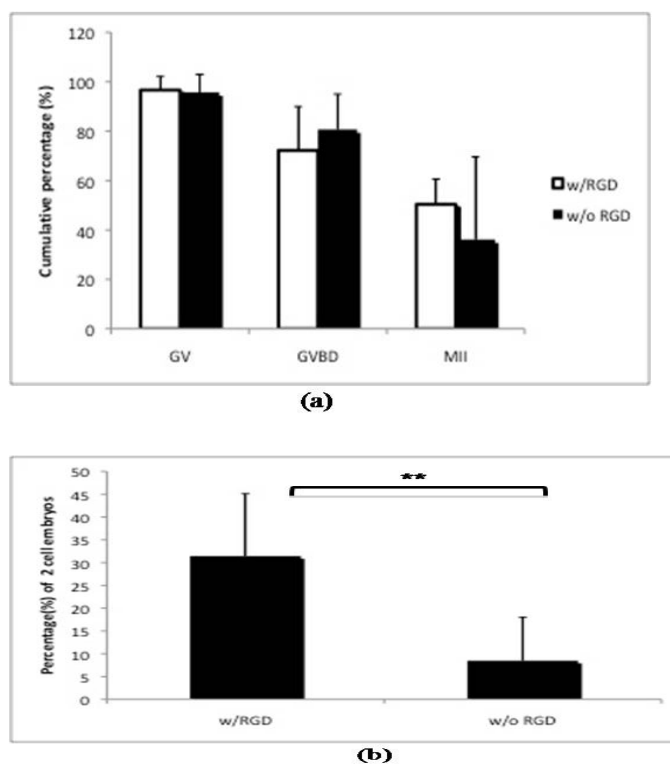 120
100
80
60
40
20
0
Cumulative percentage (%)
GV GVBD MII
w/RGD
w/o RGD
(a)
50
45
40
35
30
25
20
15
10
5
0
Percentage(%) of 2 cell embryos
**
w/RGD w/o RGD
(b)